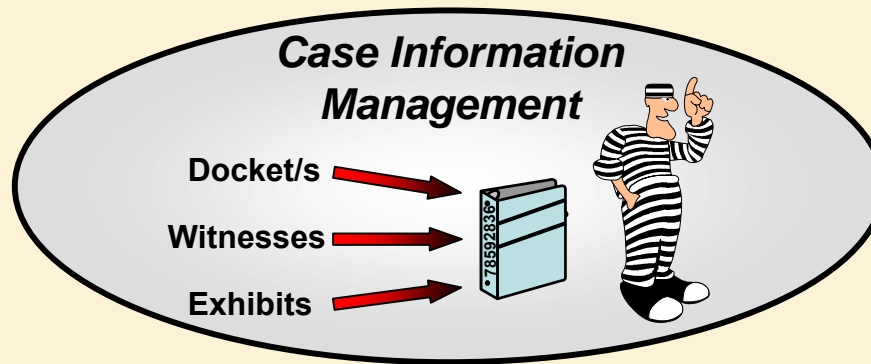 Case Information
Management
Docket/s
Witnesses
Exhibits
78592836